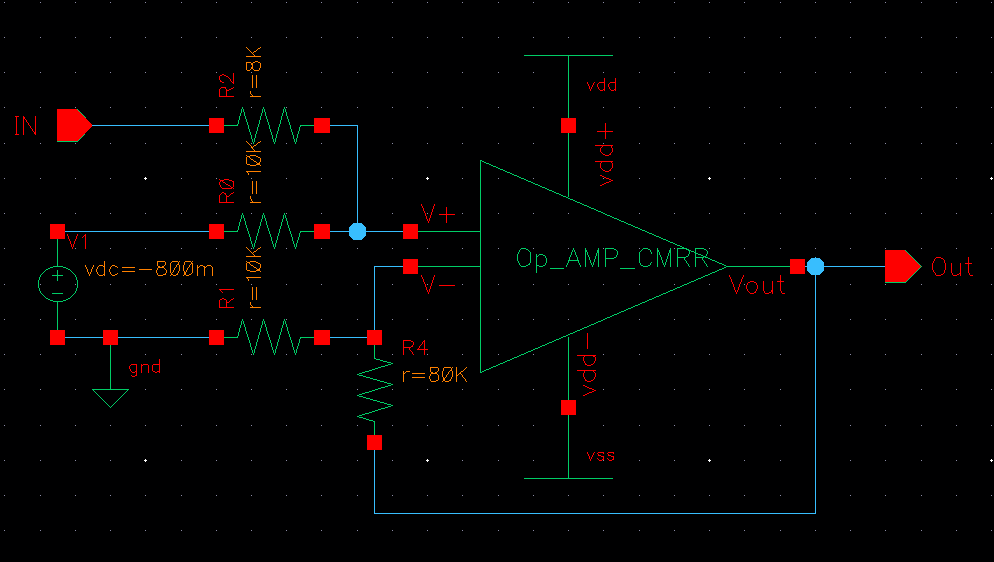 R2
r=8K
IN
vdd
vdd+
R0
r=10K
V1
V+
vdc=-800m
Op_AMP_CMRR
Out
V-
Vout
R1
r=10K
gnd
R4
r=80K
vdd-
vss